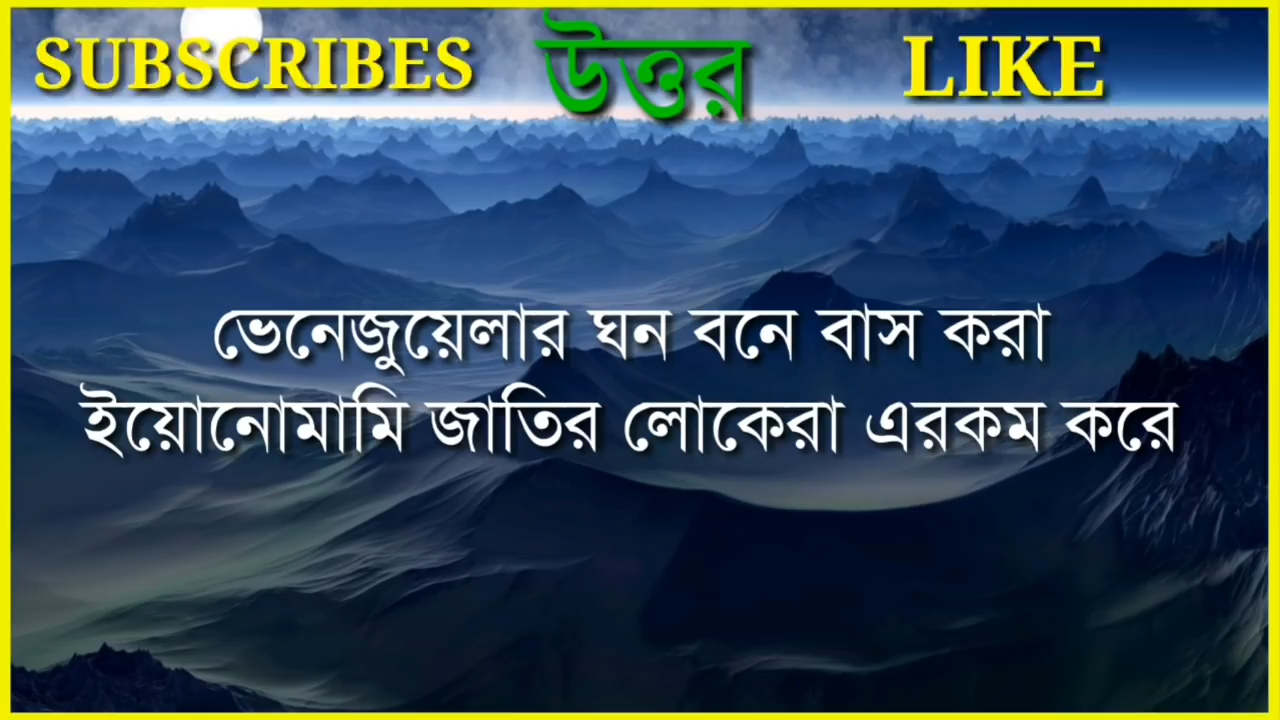 SUBSCRIBES উত্তর LIKE
ভেনেজুয়েলার ঘন বনে বাস করা
ইয়োনোমামি জাতির লোকেরা এরকম করে